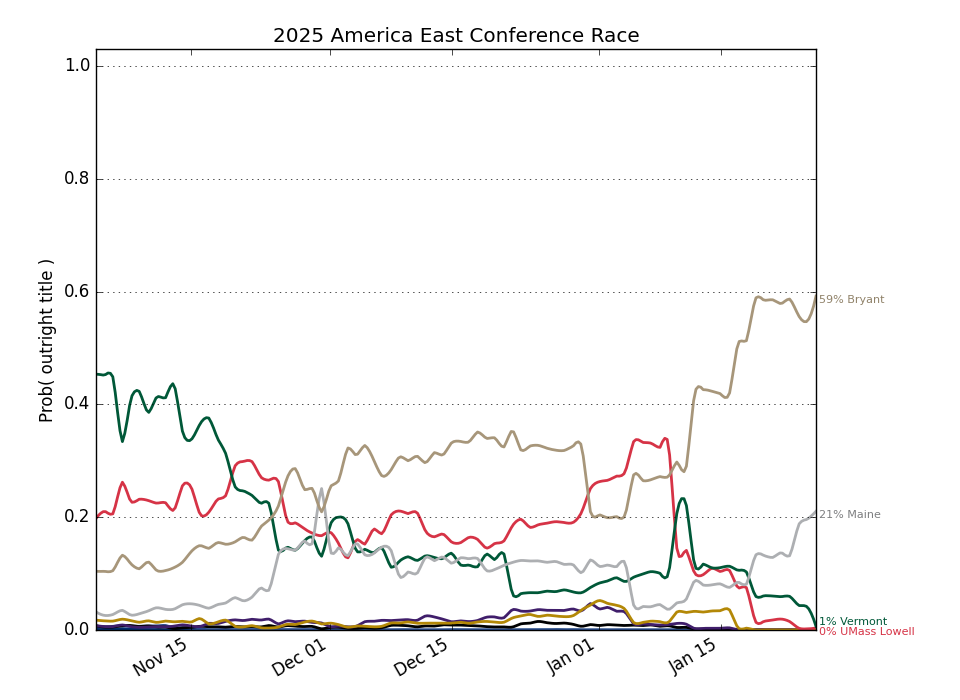 2025 America East Conference Race
Prob( outright title )
1.0
0.8
0.6
0.4
0.2
0.0
59% Bryant
21% Maine
1% Vermont
0% UMass Lowell
Nov 15
Dec 01
Dec 15
Jan 01
Jan 15